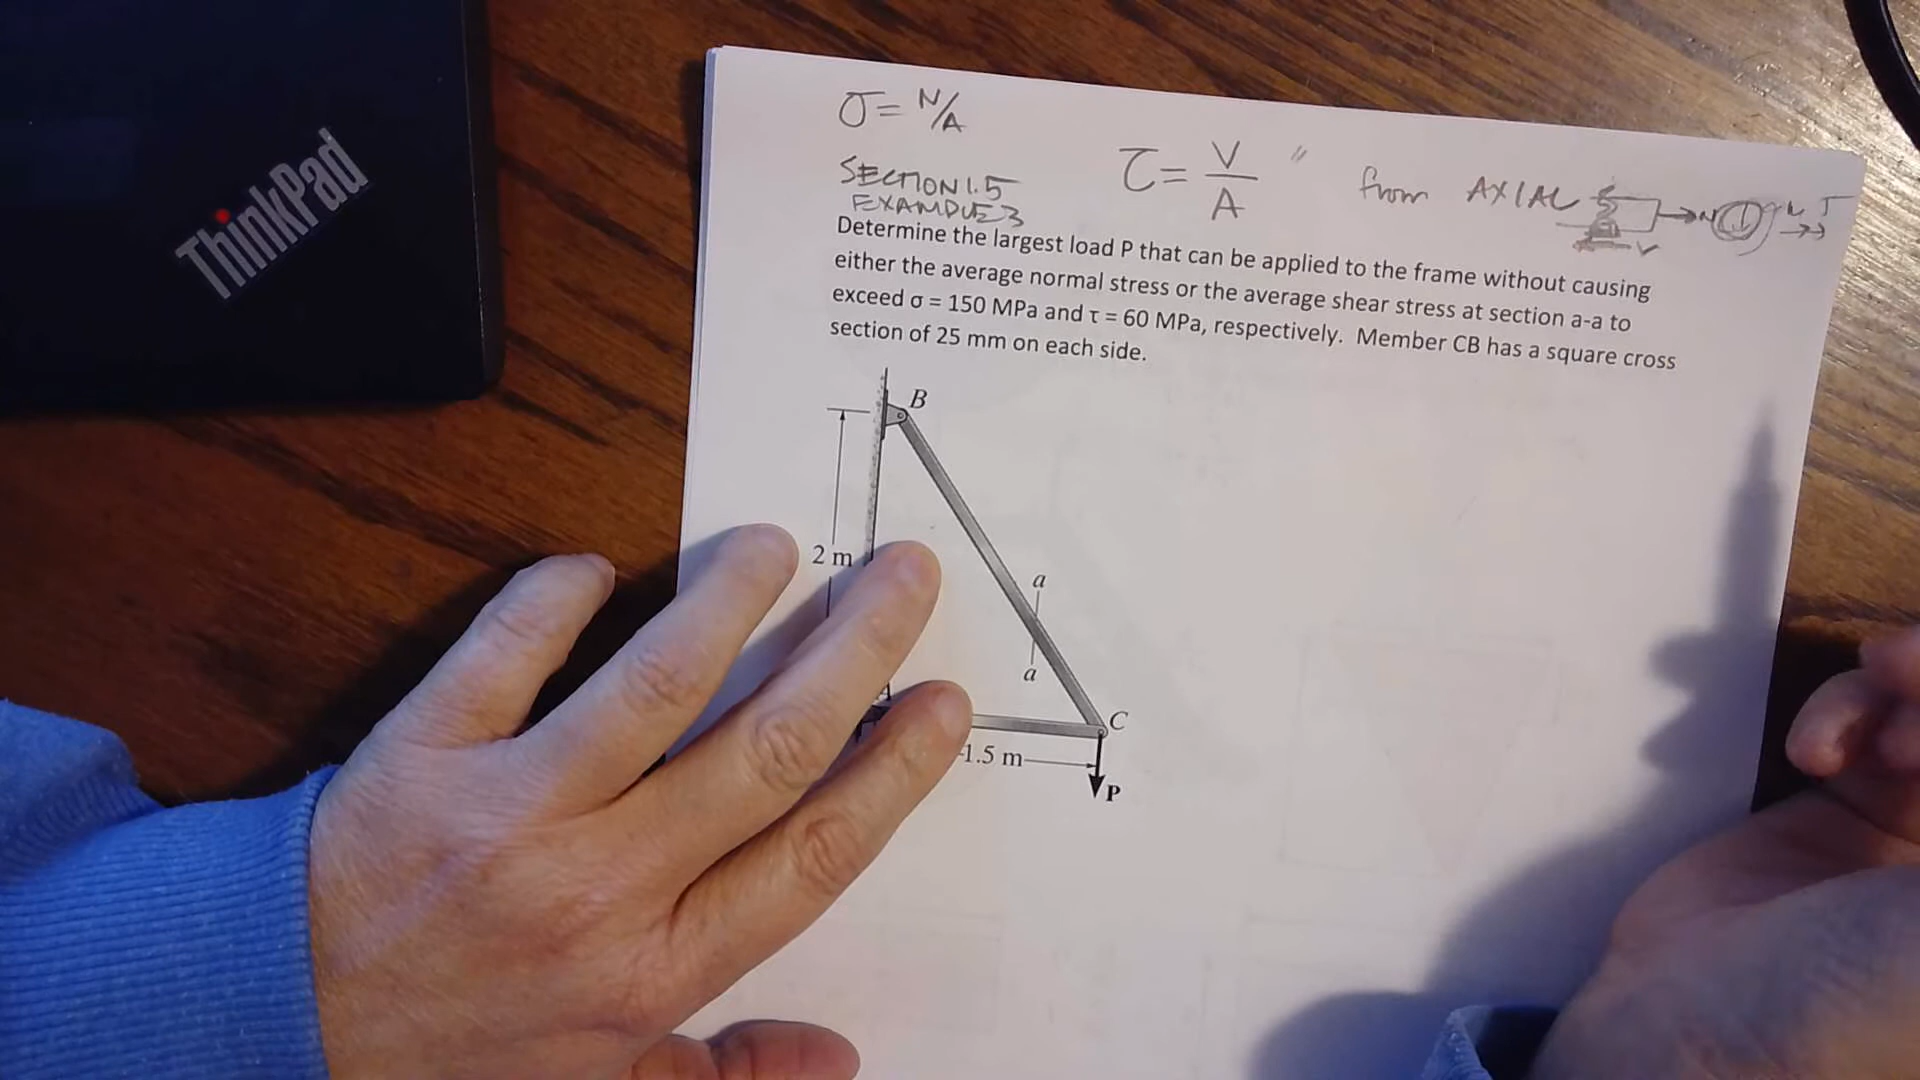 ThinkPad
σ = N/A
τ = V/A " from AXIAL
SECTION 1.5
EXAMPLE 3
Determine the largest load P that can be applied to the frame without causing
either the average normal stress or the average shear stress at section a-a to
exceed σ = 150 MPa and τ = 60 MPa, respectively. Member CB has a square cross
section of 25 mm on each side.
B
2 m
a
a
A
C
1.5 m
P